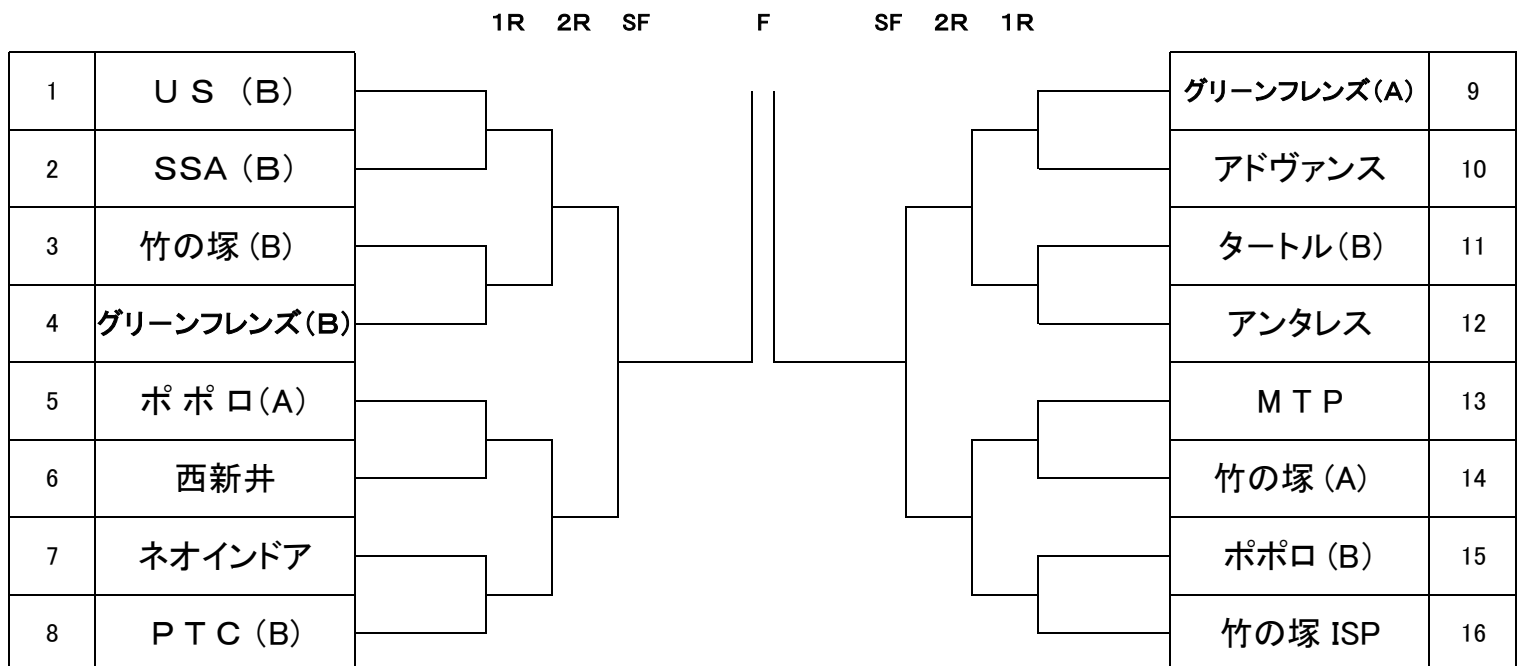 1R 2R SF F SF 2R 1R
1 US (B) グリーンフレンズ(A) 9
2 SSA (B) アドヴァンス 10
3 竹の塚 (B) タートル(B) 11
4 グリーンフレンズ(B) アンタレス 12
5 ポポロ(A) MTP 13
6 西新井 竹の塚 (A) 14
7 ネオインドア ポポロ (B) 15
8 PTC (B) 竹の塚 ISP 16